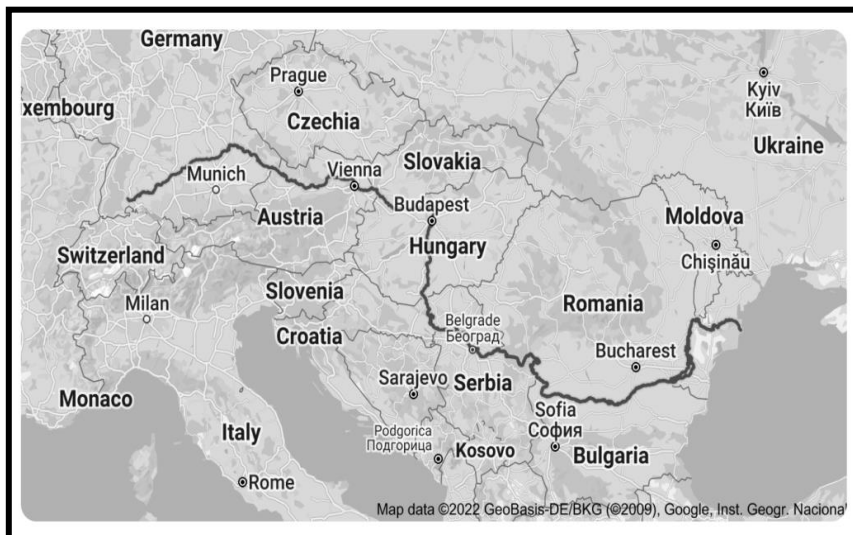 Germany
Prague
Kyiv
Київ
xembourg
Czechia
Ukraine
Munich
Vienna
Slovakia
Budapest
Austria
Moldova
Hungary
Switzerland
Chişinău
Slovenia
Milan
Romania
Belgrade
Београд
Croatia
Bucharest
Sarajevo
Serbia
Monaco
Sofia
София
Podgorica
Подгорица
Italy
Kosovo
Bulgaria
Rome
Map data ©2022 GeoBasis-DE/BKG (©2009), Google, Inst. Geogr. Nacional